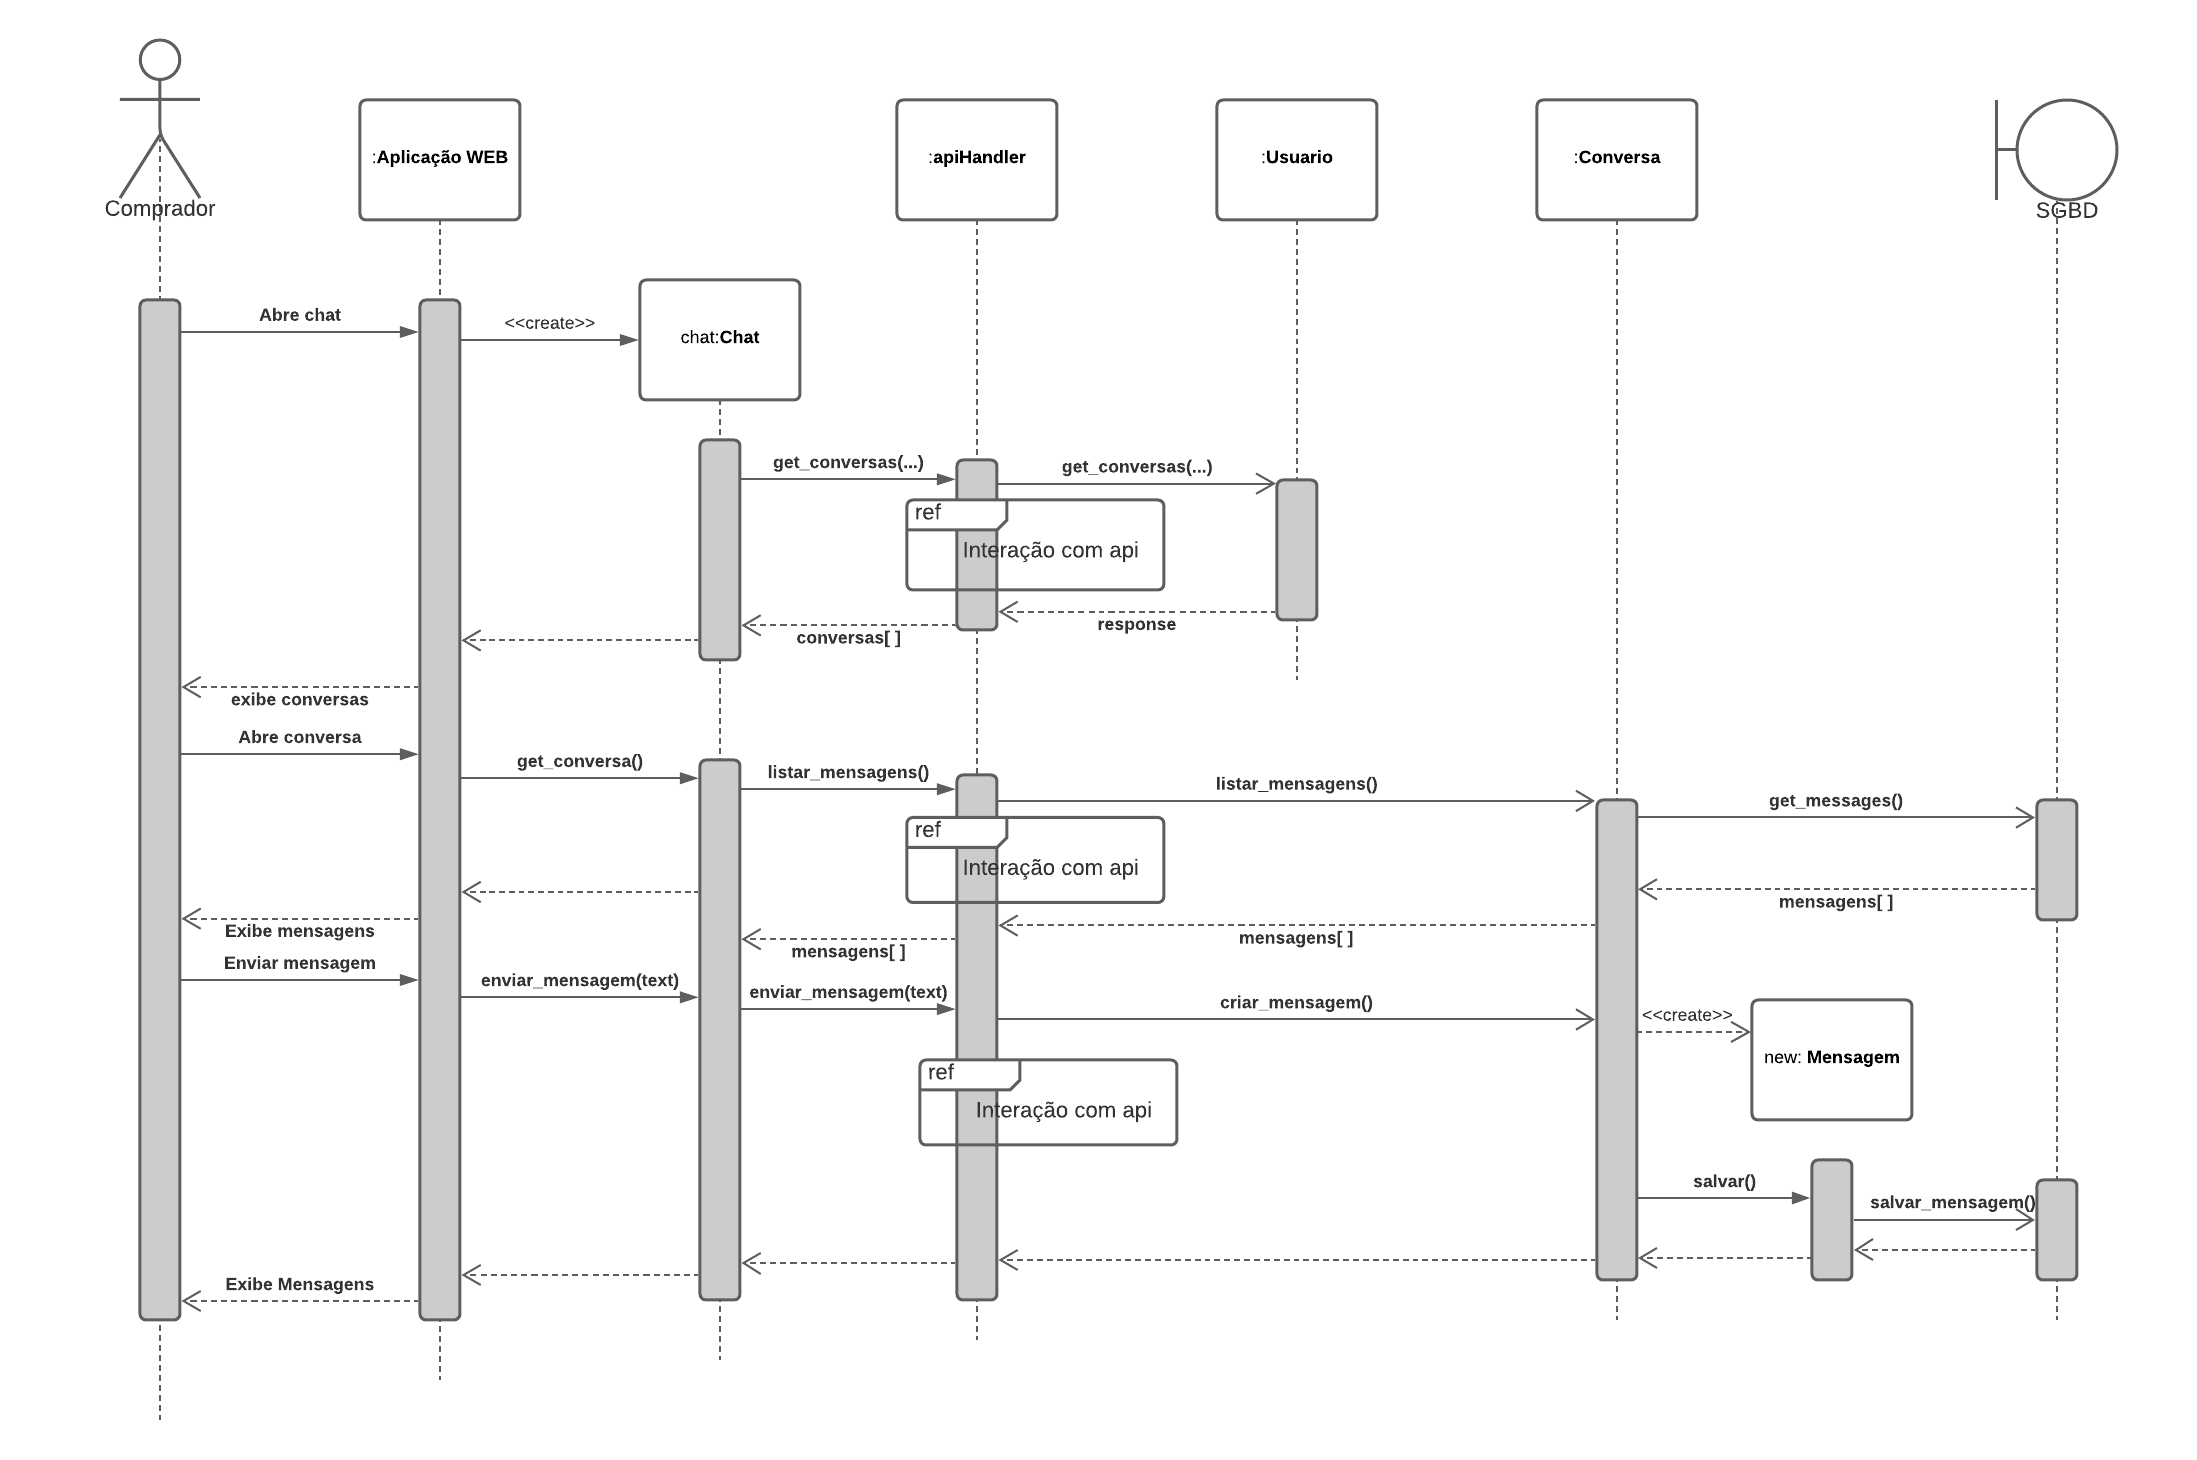 Comprador
:Aplicação WEB
:apiHandler
:Usuario
:Conversa
SGBD
Abre chat
<<create>>
chat:Chat
get_conversas(...)
get_conversas(...)
ref
Interação com api
response
conversas[ ]
exibe conversas
Abre conversa
get_conversa()
listar_mensagens()
listar_mensagens()
get_messages()
ref
Interação com api
mensagens[ ]
Exibe mensagens
mensagens[ ]
mensagens[ ]
Enviar mensagem
enviar_mensagem(text)
enviar_mensagem(text)
criar_mensagem()
<<create>>
new: Mensagem
ref
Interação com api
salvar()
salvar_mensagem()
Exibe Mensagens